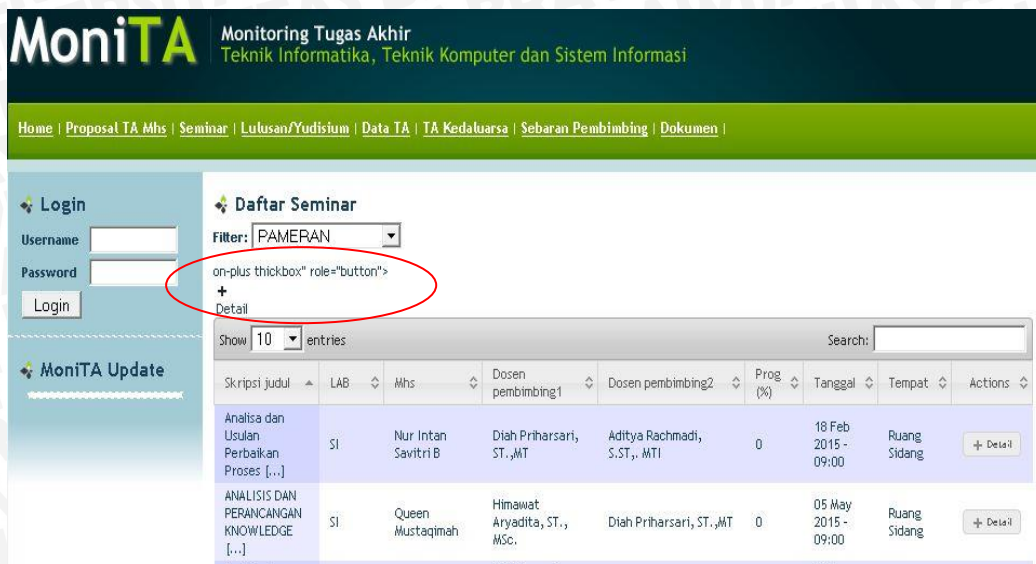 MoniTA
Monitoring Tugas Akhir
Teknik Informatika, Teknik Komputer dan Sistem Informasi
Home | Proposal TA Mhs | Seminar | Lulusan/Yudisium | Data TA | TA Kedaluarsa | Sebaran Pembimbing | Dokumen |
Login
Username
Password
Login
MoniTA Update
Daftar Seminar
Filter: PAMERAN
on-plus thickbox" role="button">
+
Detail
Show 10 entries
Search:
Skripsi judul LAB Mhs Dosen pembimbing1 Dosen pembimbing2 Prog (%) Tanggal Tempat Actions
Analisa dan Usulan Perbaikan Proses [...] SI Nur Intan Savitri B Diah Priharsari, ST.,MT Aditya Rachmadi, S.ST,. MTI 0 18 Feb 2015 - 09:00 Ruang Sidang + Detail
ANALISIS DAN PERANCANGAN KNOWLEDGE [...] SI Queen Mustaqimah Himawat Aryadita, ST., MSc. Diah Priharsari, ST.,MT 0 05 May 2015 - 09:00 Ruang Sidang + Detail